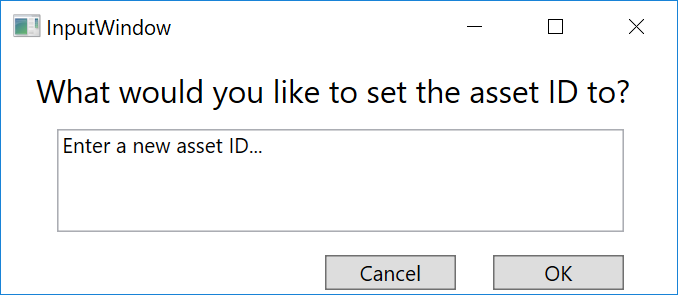 InputWindow
What would you like to set the asset ID to?
Enter a new asset ID...
Cancel OK